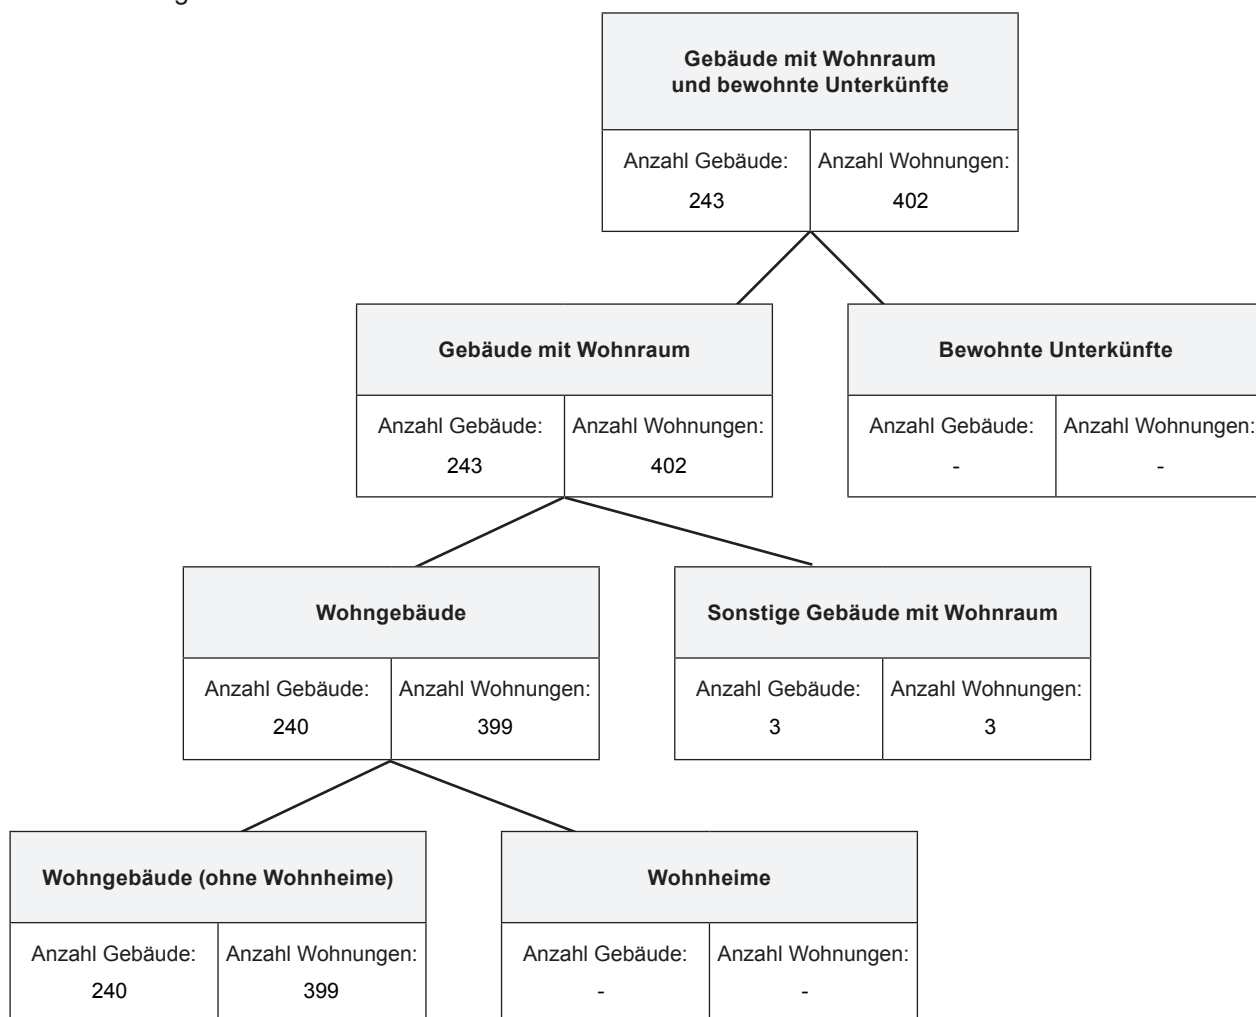 Gebäude mit Wohnraum
und bewohnte Unterkünfte
Anzahl Gebäude: Anzahl Wohnungen:
243 402
Gebäude mit Wohnraum
Anzahl Gebäude: Anzahl Wohnungen:
243 402
Bewohnte Unterkünfte
Anzahl Gebäude: Anzahl Wohnungen:
- -
Wohngebäude
Anzahl Gebäude: Anzahl Wohnungen:
240 399
Sonstige Gebäude mit Wohnraum
Anzahl Gebäude: Anzahl Wohnungen:
3 3
Wohngebäude (ohne Wohnheime)
Anzahl Gebäude: Anzahl Wohnungen:
240 399
Wohnheime
Anzahl Gebäude: Anzahl Wohnungen:
- -